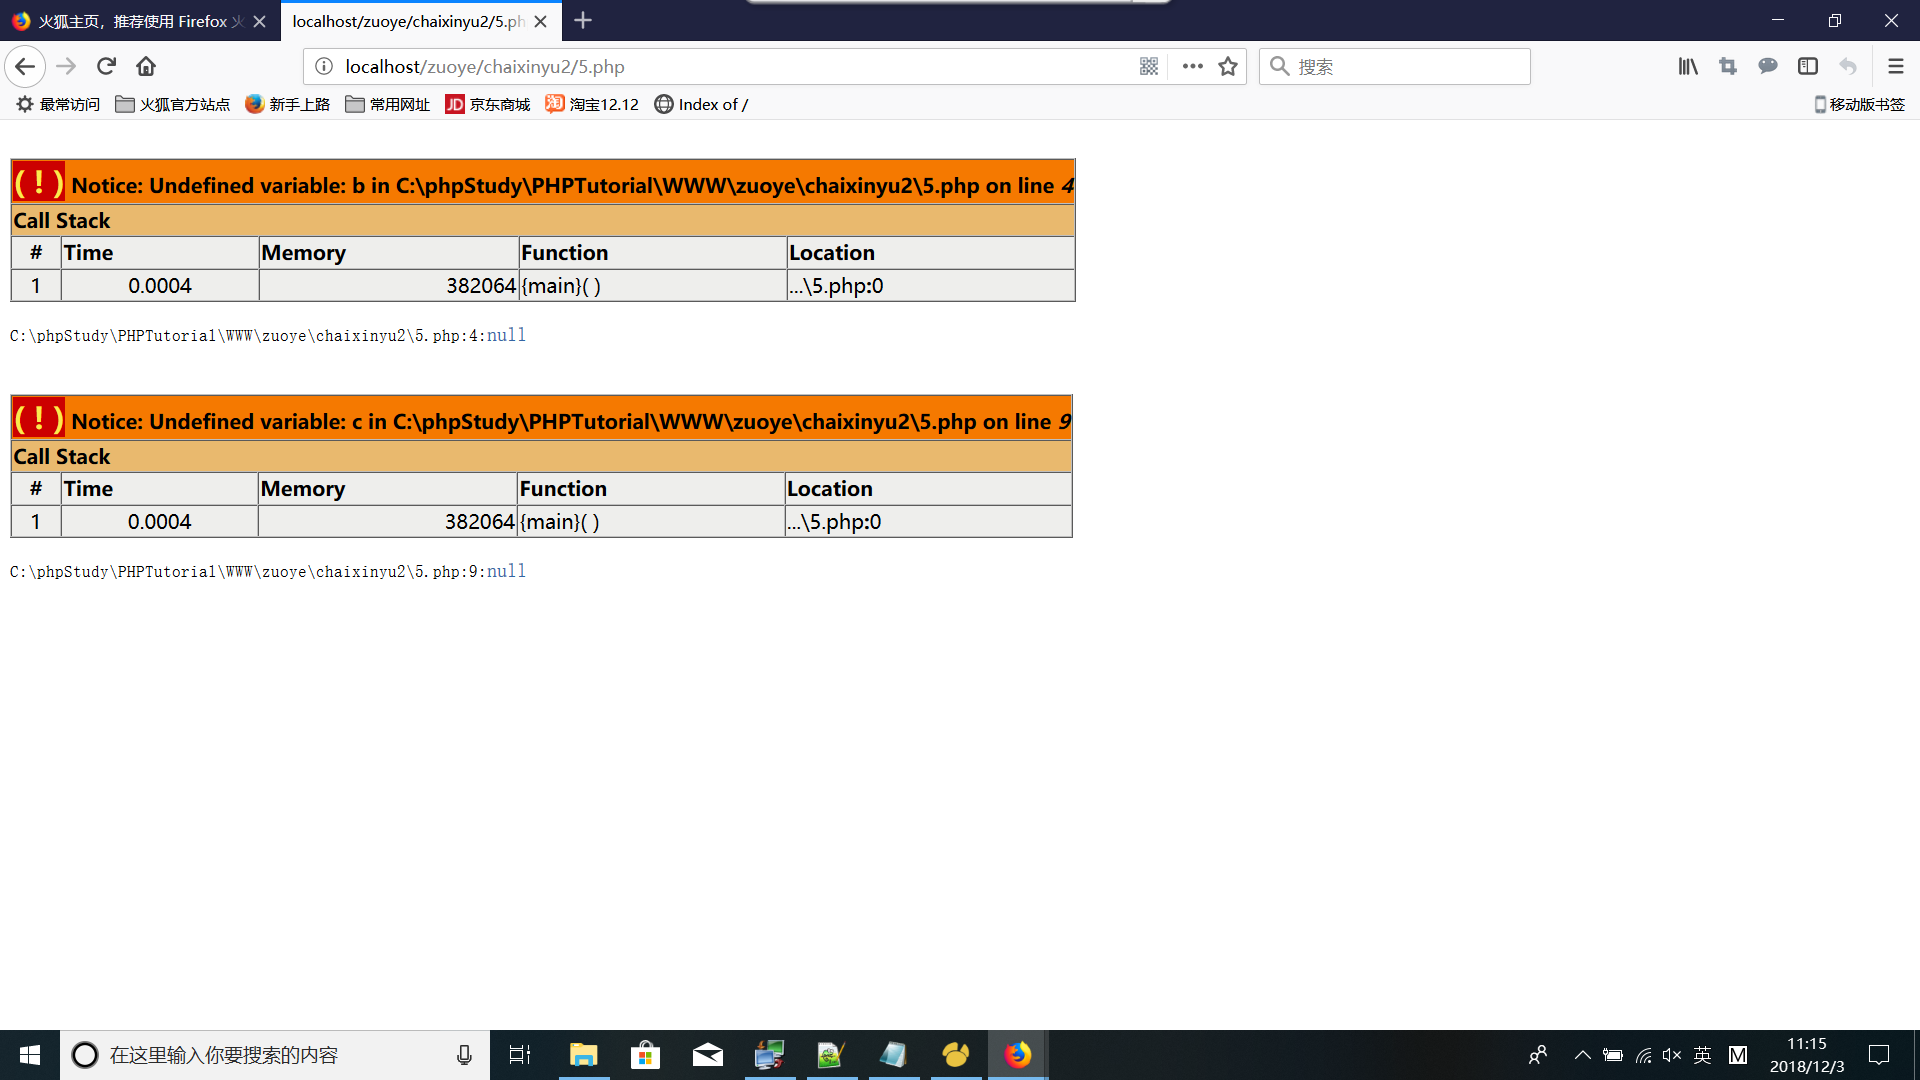 火狐主页，推荐使用 Firefox 火
localhost/zuoye/chaixinyu2/5.ph
localhost/zuoye/chaixinyu2/5.php
搜索
最常访问 火狐官方站点 新手上路 常用网址 JD 京东商城 淘 淘宝12.12 Index of / 移动版书签
( ! ) Notice: Undefined variable: b in C:\phpStudy\PHPTutorial\WWW\zuoye\chaixinyu2\5.php on line 4
Call Stack
# Time Memory Function Location
1 0.0004 382064 {main}( ) ...\5.php:0
C:\phpStudy\PHPTutorial\WWW\zuoye\chaixinyu2\5.php:4:null
( ! ) Notice: Undefined variable: c in C:\phpStudy\PHPTutorial\WWW\zuoye\chaixinyu2\5.php on line 9
Call Stack
# Time Memory Function Location
1 0.0004 382064 {main}( ) ...\5.php:0
C:\phpStudy\PHPTutorial\WWW\zuoye\chaixinyu2\5.php:9:null
在这里输入你要搜索的内容
英 M
11:15
2018/12/3